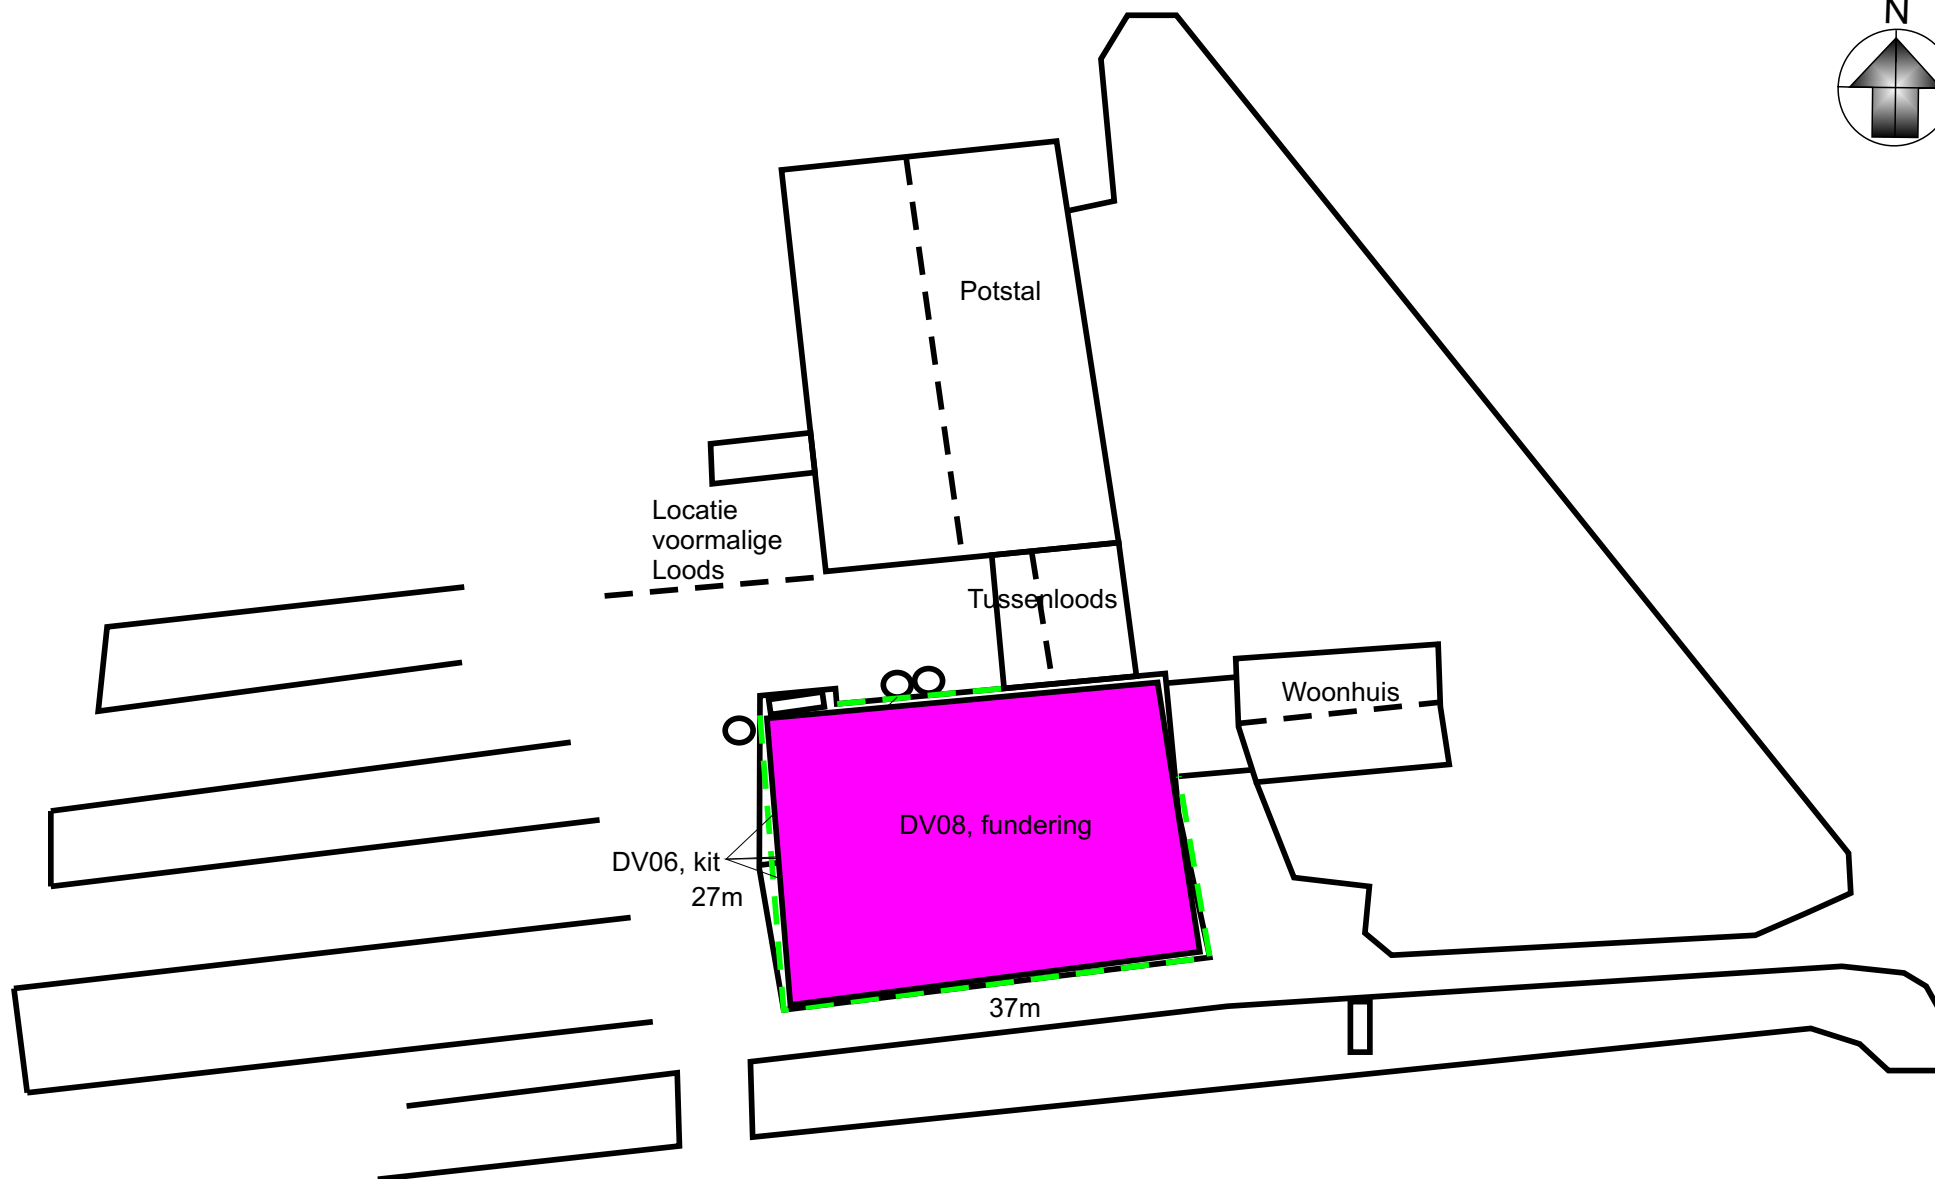 N
Potstal
Locatie
voormalige
Loods
Tussenloods
Woonhuis
DV08, fundering
DV06, kit
27m
37m